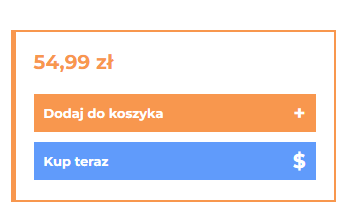 54,99 zł
Dodaj do koszyka +
Kup teraz $